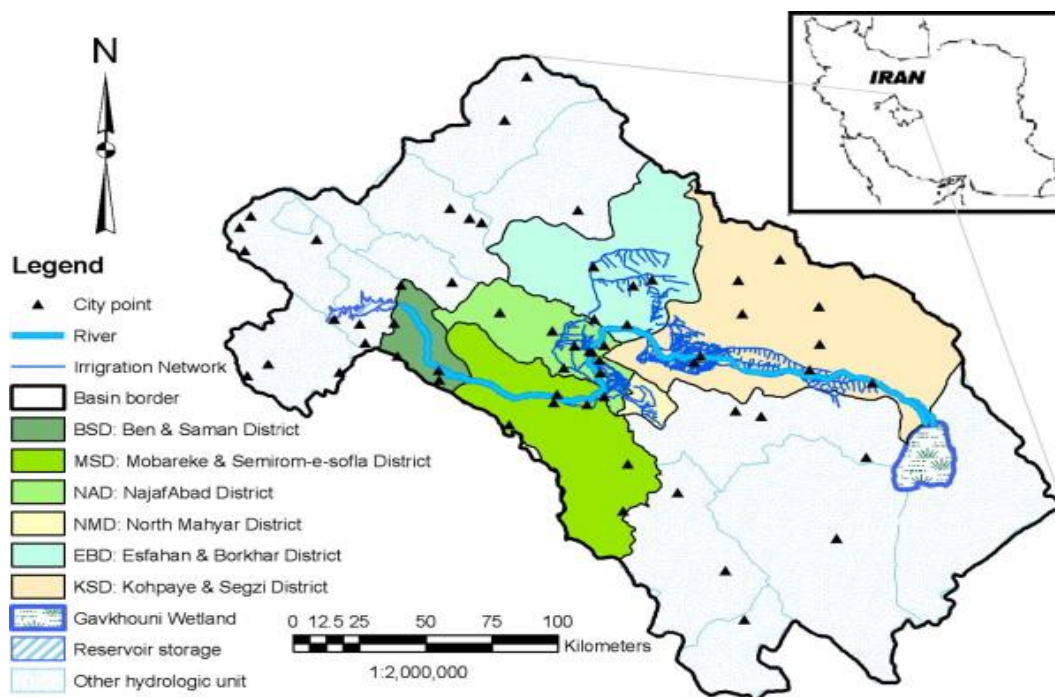 N
IRAN
Legend
City point
River
Irrigration Network
Basin border
BSD: Ben & Saman District
MSD: Mobareke & Semirom-e-sofla District
NAD: NajafAbad District
NMD: North Mahyar District
EBD: Esfahan & Borkhar District
KSD: Kohpaye & Segzi District
Gavkhouni Wetland
Reservoir storage
Other hydrologic unit
0 12.5 25 50 75 100
Kilometers
1:2,000,000